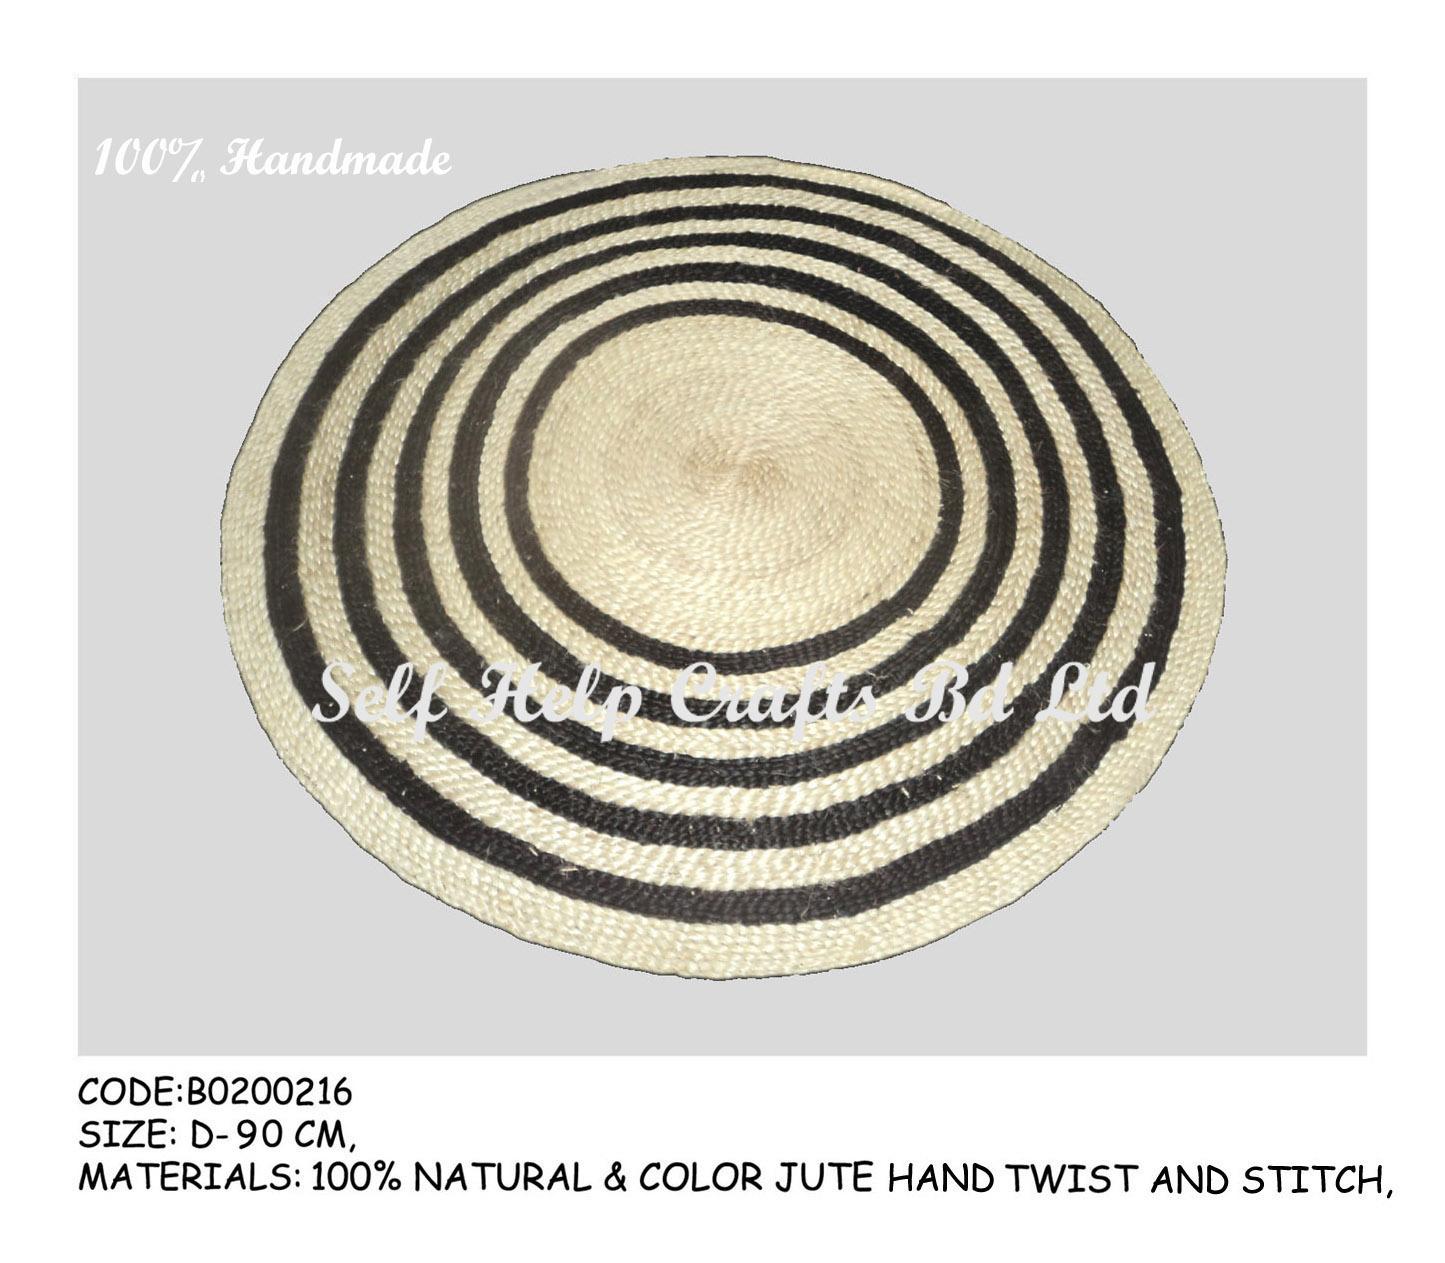 100% Handmade
Self Help Crafts Bd Ltd
CODE:B0200216
SIZE: D-90 CM,
MATERIALS: 100% NATURAL & COLOR JUTE HAND TWIST AND STITCH,